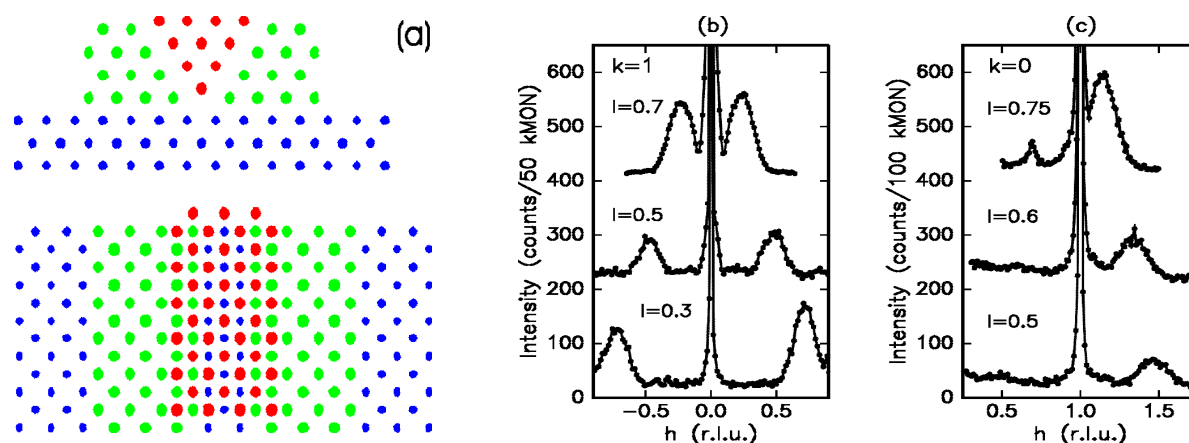 (a)
(b)
Intensity (counts/50 kMON)
600
500
400
300
200
100
0
k=1
l=0.7
l=0.5
l=0.3
−0.5
0.0
0.5
h (r.l.u.)
(c)
Intensity (counts/100 kMON)
600
500
400
300
200
100
0
k=0
l=0.75
l=0.6
l=0.5
0.5
1.0
1.5
h (r.l.u.)